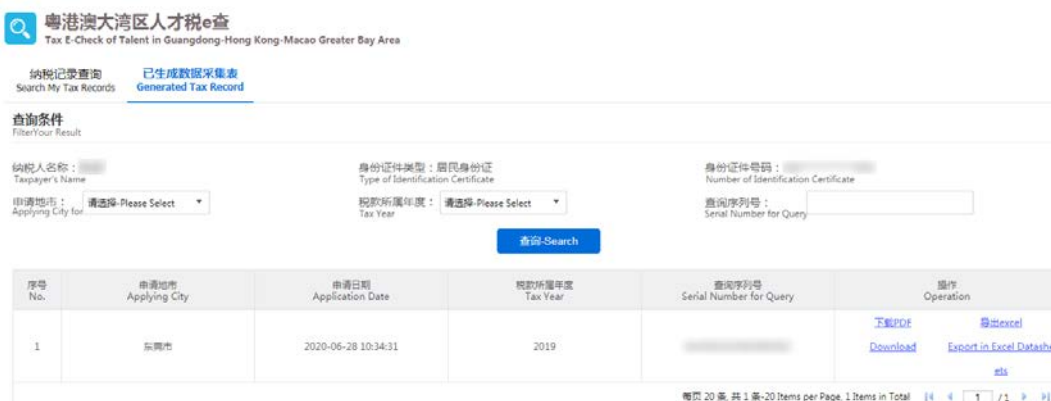 粤港澳大湾区人才税e查
Tax E-Check of Talent in Guangdong-Hong Kong-Macao Greater Bay Area
纳税记录查询 已生成数据采集表
Search My Tax Records Generated Tax Record
查询条件
FilterYour Result
纳税人名称： 身份证件类型：居民身份证 身份证件号码：
Taxpayer's Name Type of Identification Certificate Number of Identification Certificate
申请地市： 请选择-Please Select 税款所属年度： 请选择-Please Select 查询序列号：
Applying City for Tax Year Serial Number for Query
查询-Search
序号 申请地市 申请日期 税款所属年度 查询序列号 操作
No. Applying City Application Date Tax Year Serial Number for Query Operation
下载PDF 导出excel
1 东莞市 2020-06-28 10:34:31 2019 Download Export in Excel Datashe
ets
每页 20 条, 共 1 条-20 Items per Page, 1 Items in Total 1 /1